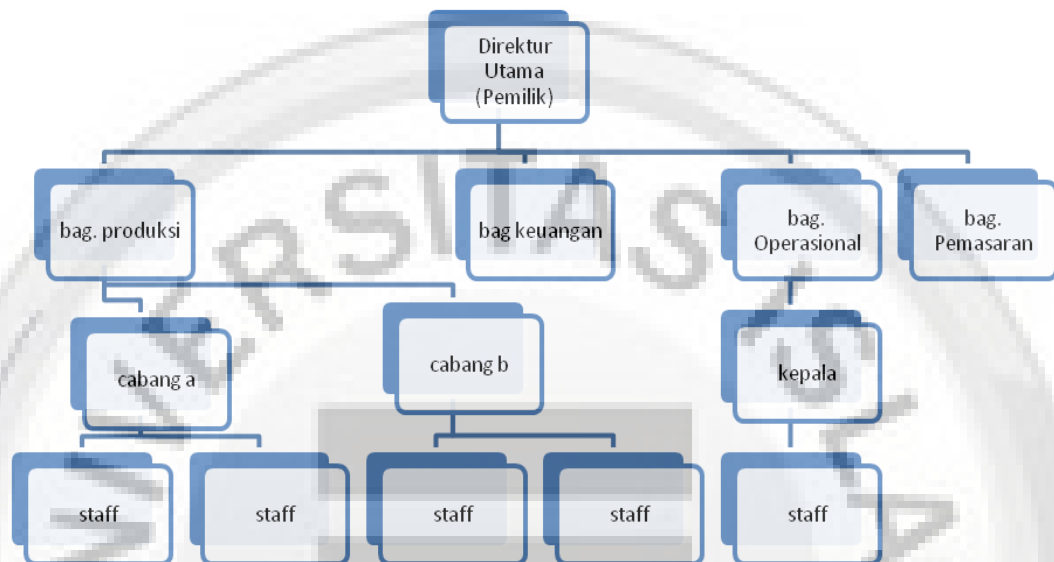 Direktur
Utama
(Pemilik)
bag. produksi
bag keuangan
bag.
Operasional
bag.
Pemasaran
cabang a
cabang b
kepala
staff
staff
staff
staff
staff